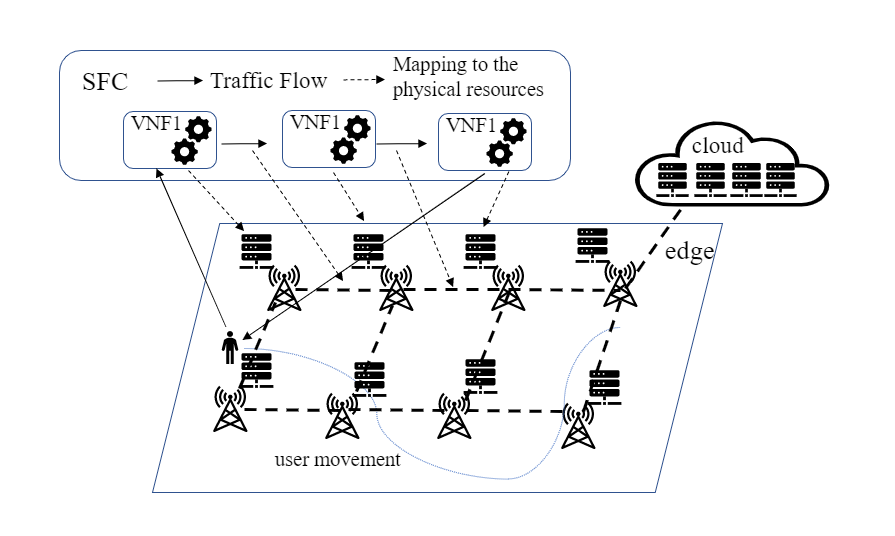 SFC
Traffic Flow
Mapping to the
physical resources
VNF1
VNF1
VNF1
cloud
edge
user movement